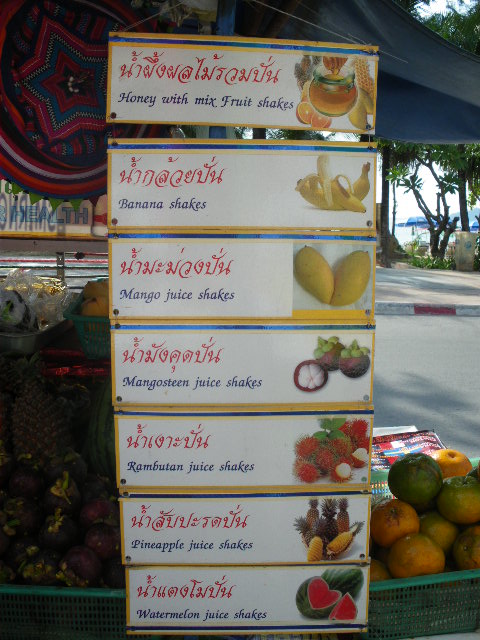 น้ำผึ้งผลไม้รวมปั่น
Honey with mix Fruit shakes
น้ำกล้วยปั่น
Banana shakes
น้ำมะม่วงปั่น
Mango juice shakes
น้ำมังคุดปั่น
Mangosteen juice shakes
น้ำเงาะปั่น
Rambutan juice shakes
น้ำสับปะรดปั่น
Pineapple juice shakes
น้ำแตงโมปั่น
Watermelon juice shakes